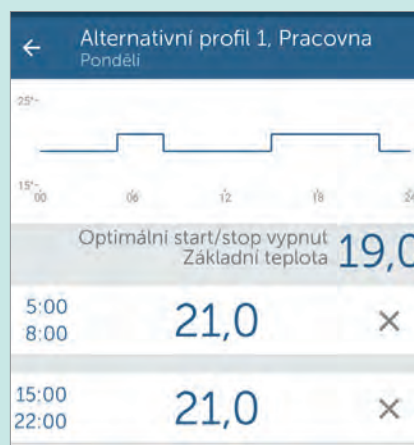 Alternativní profil 1, Pracovna
Pondělí
25°
15°
00 06 12 18 24
Optimální start/stop vypnut
Základní teplota 19,0
5:00
8:00
21,0
15:00
22:00
21,0